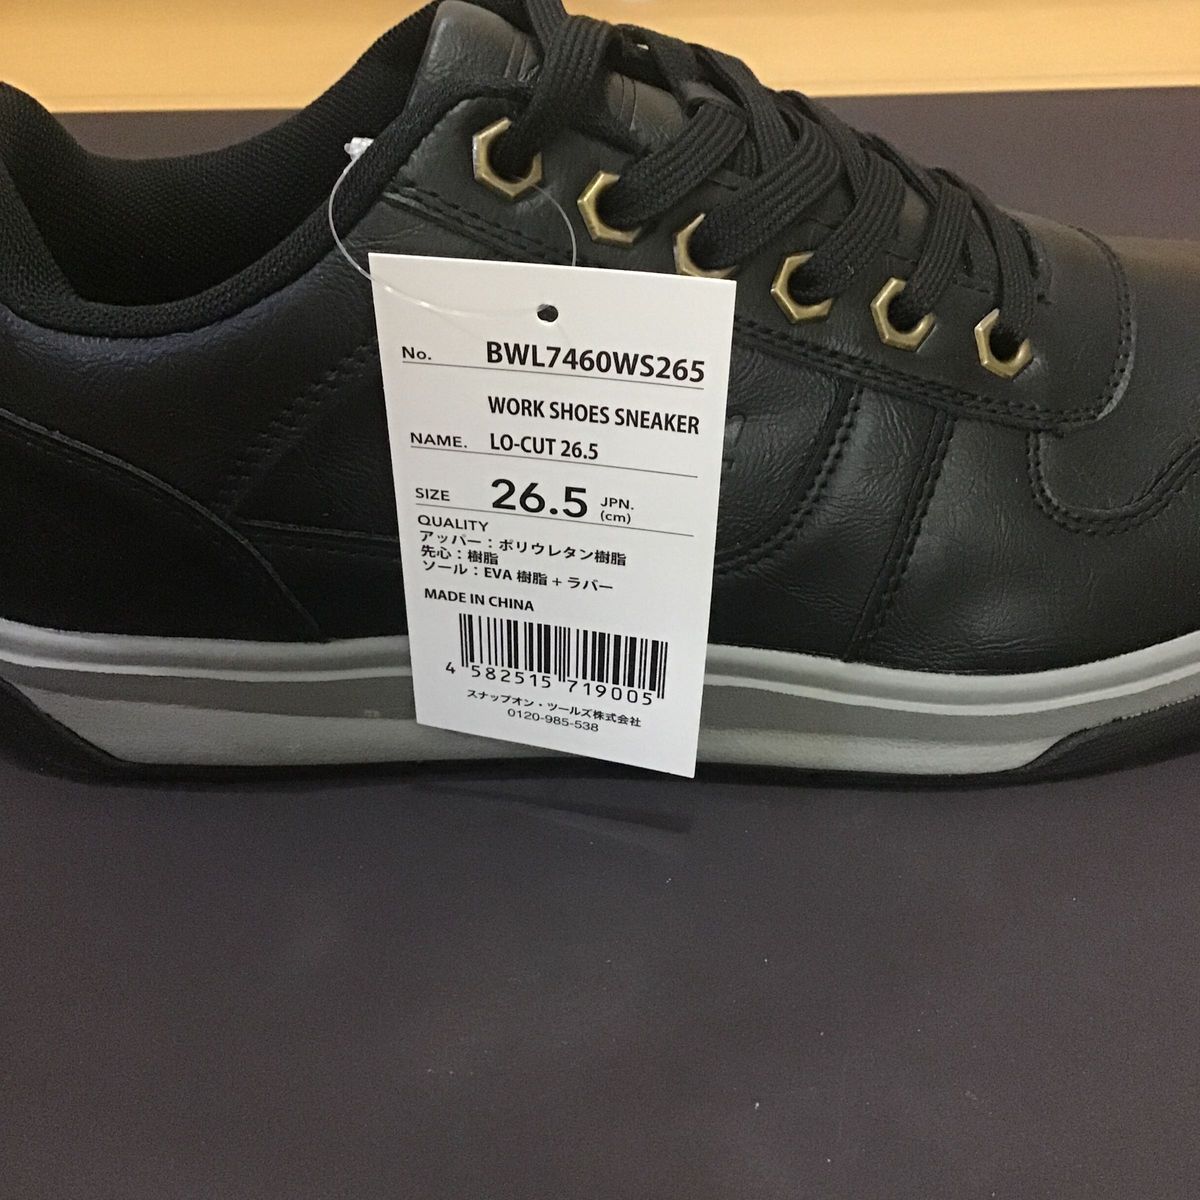 No. BWL7460WS265
WORK SHOES SNEAKER
NAME. LO-CUT 26.5
SIZE 26.5 JPN.
(cm)
QUALITY
アッパー：ポリウレタン樹脂
先心：樹脂
ソール：EVA 樹脂 + ラバー
MADE IN CHINA
4 582515 719005
スナップオン・ツールズ株式会社
0120-985-538